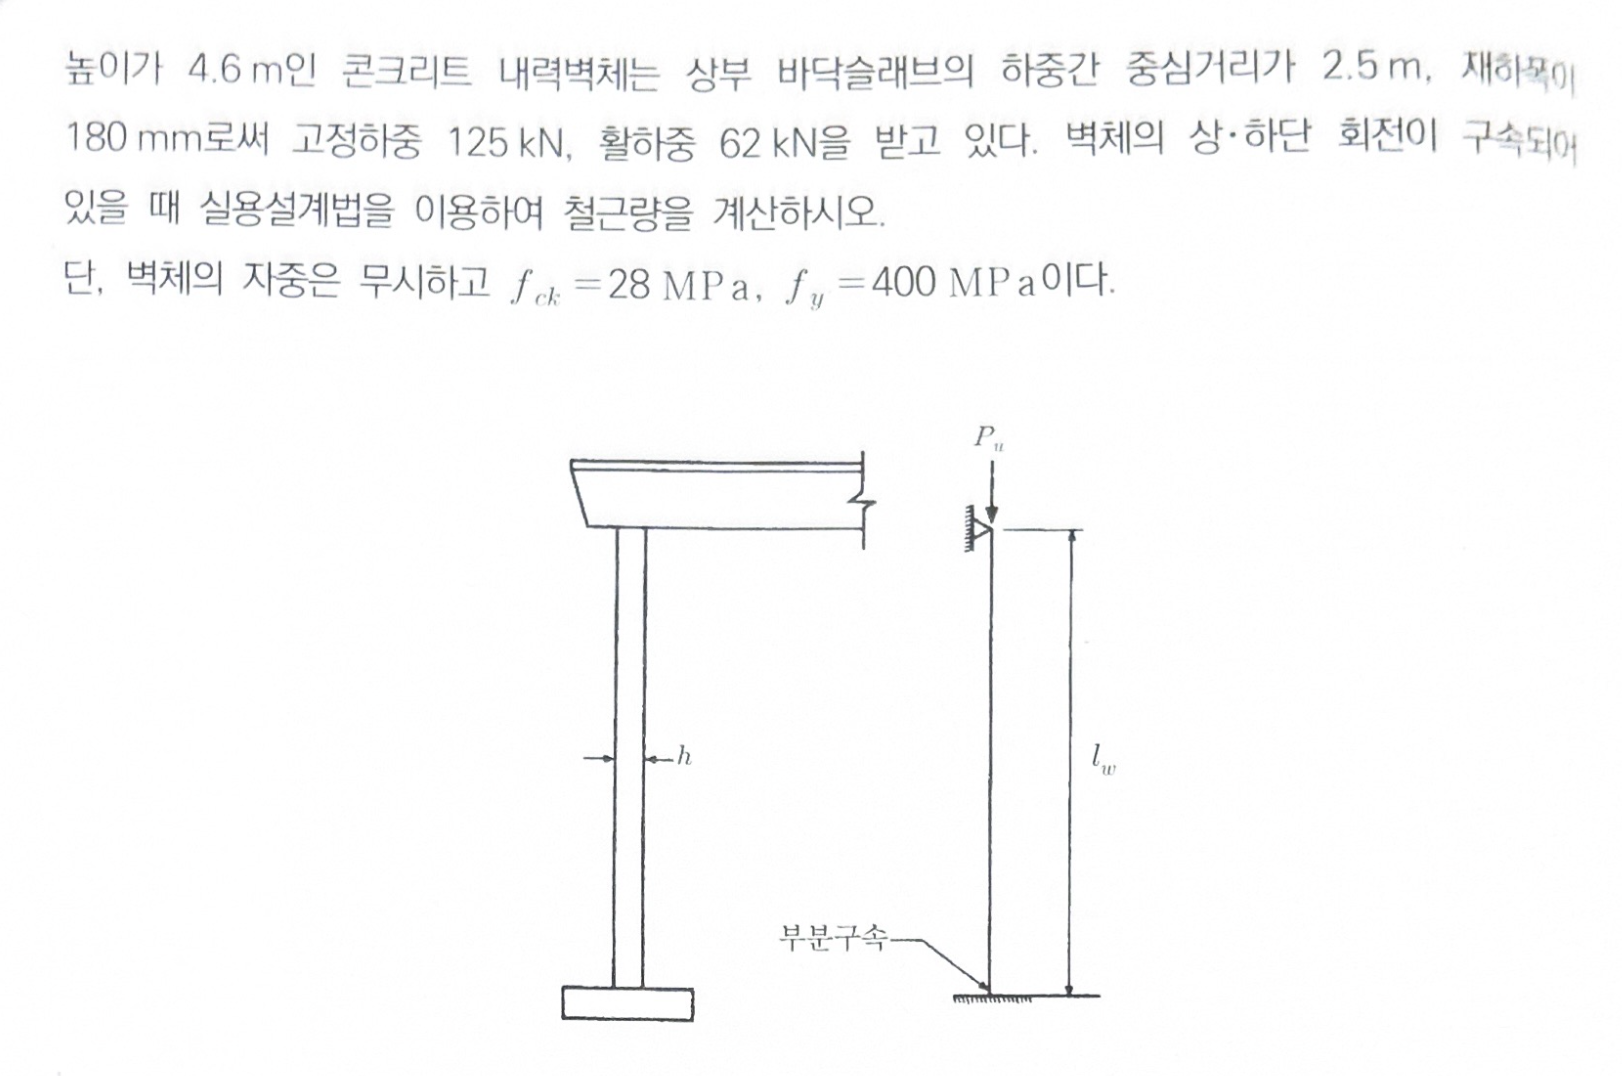 높이가 4.6 m인 콘크리트 내력벽체는 상부 바닥슬래브의 하중간 중심거리가 2.5 m, 재하폭이
180 mm로써 고정하중 125 kN, 활하중 62 kN을 받고 있다. 벽체의 상·하단 회전이 구속되어
있을 때 실용설계법을 이용하여 철근량을 계산하시오.
단, 벽체의 자중은 무시하고 f_ck = 28 MPa, f_y = 400 MPa이다.
P_u
h
l_w
부분구속